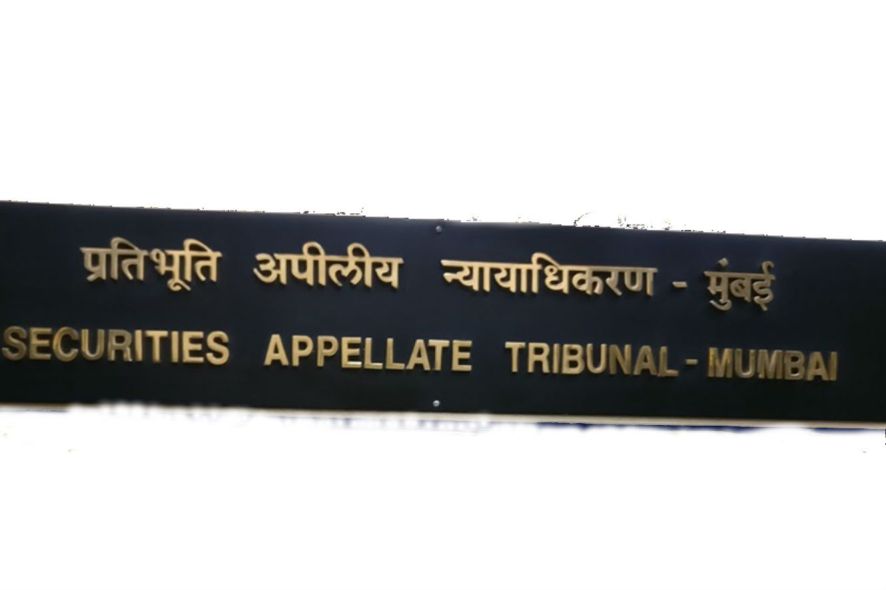 प्रतिभूति अपीलीय न्यायाधिकरण - मुंबई
SECURITIES APPELLATE TRIBUNAL - MUMBAI